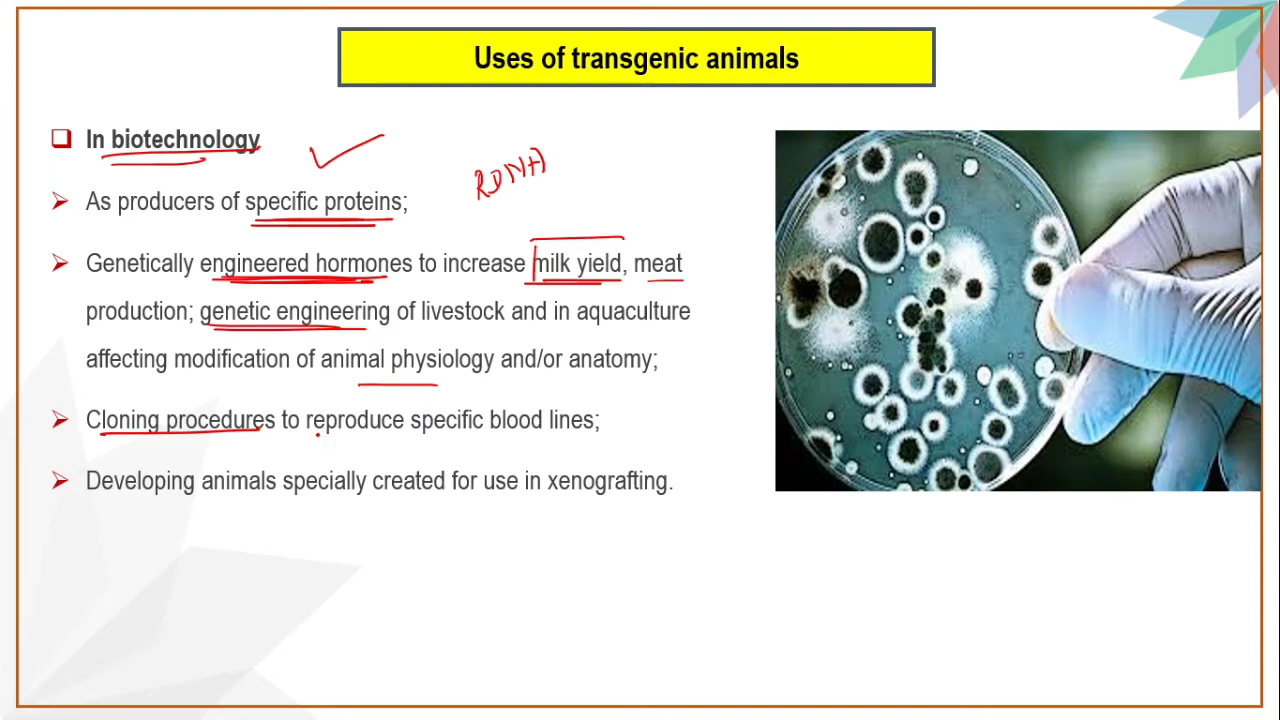 Uses of transgenic animals
In biotechnology
RDNA
As producers of specific proteins;
Genetically engineered hormones to increase milk yield, meat
production; genetic engineering of livestock and in aquaculture
affecting modification of animal physiology and/or anatomy;
Cloning procedures to reproduce specific blood lines;
Developing animals specially created for use in xenografting.